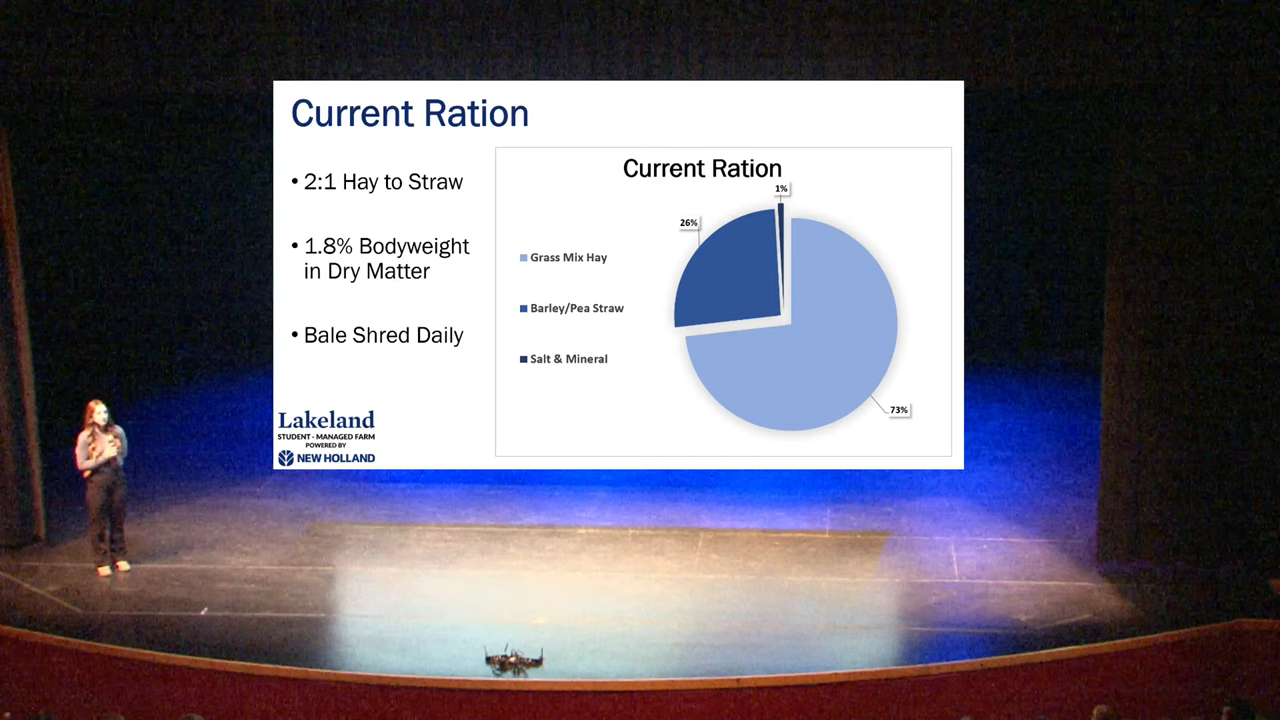 Current Ration
• 2:1 Hay to Straw
• 1.8% Bodyweight
in Dry Matter
• Bale Shred Daily
Lakeland
STUDENT - MANAGED FARM
POWERED BY
NEW HOLLAND
Current Ration
1%
26%
Grass Mix Hay
Barley/Pea Straw
Salt & Mineral
73%